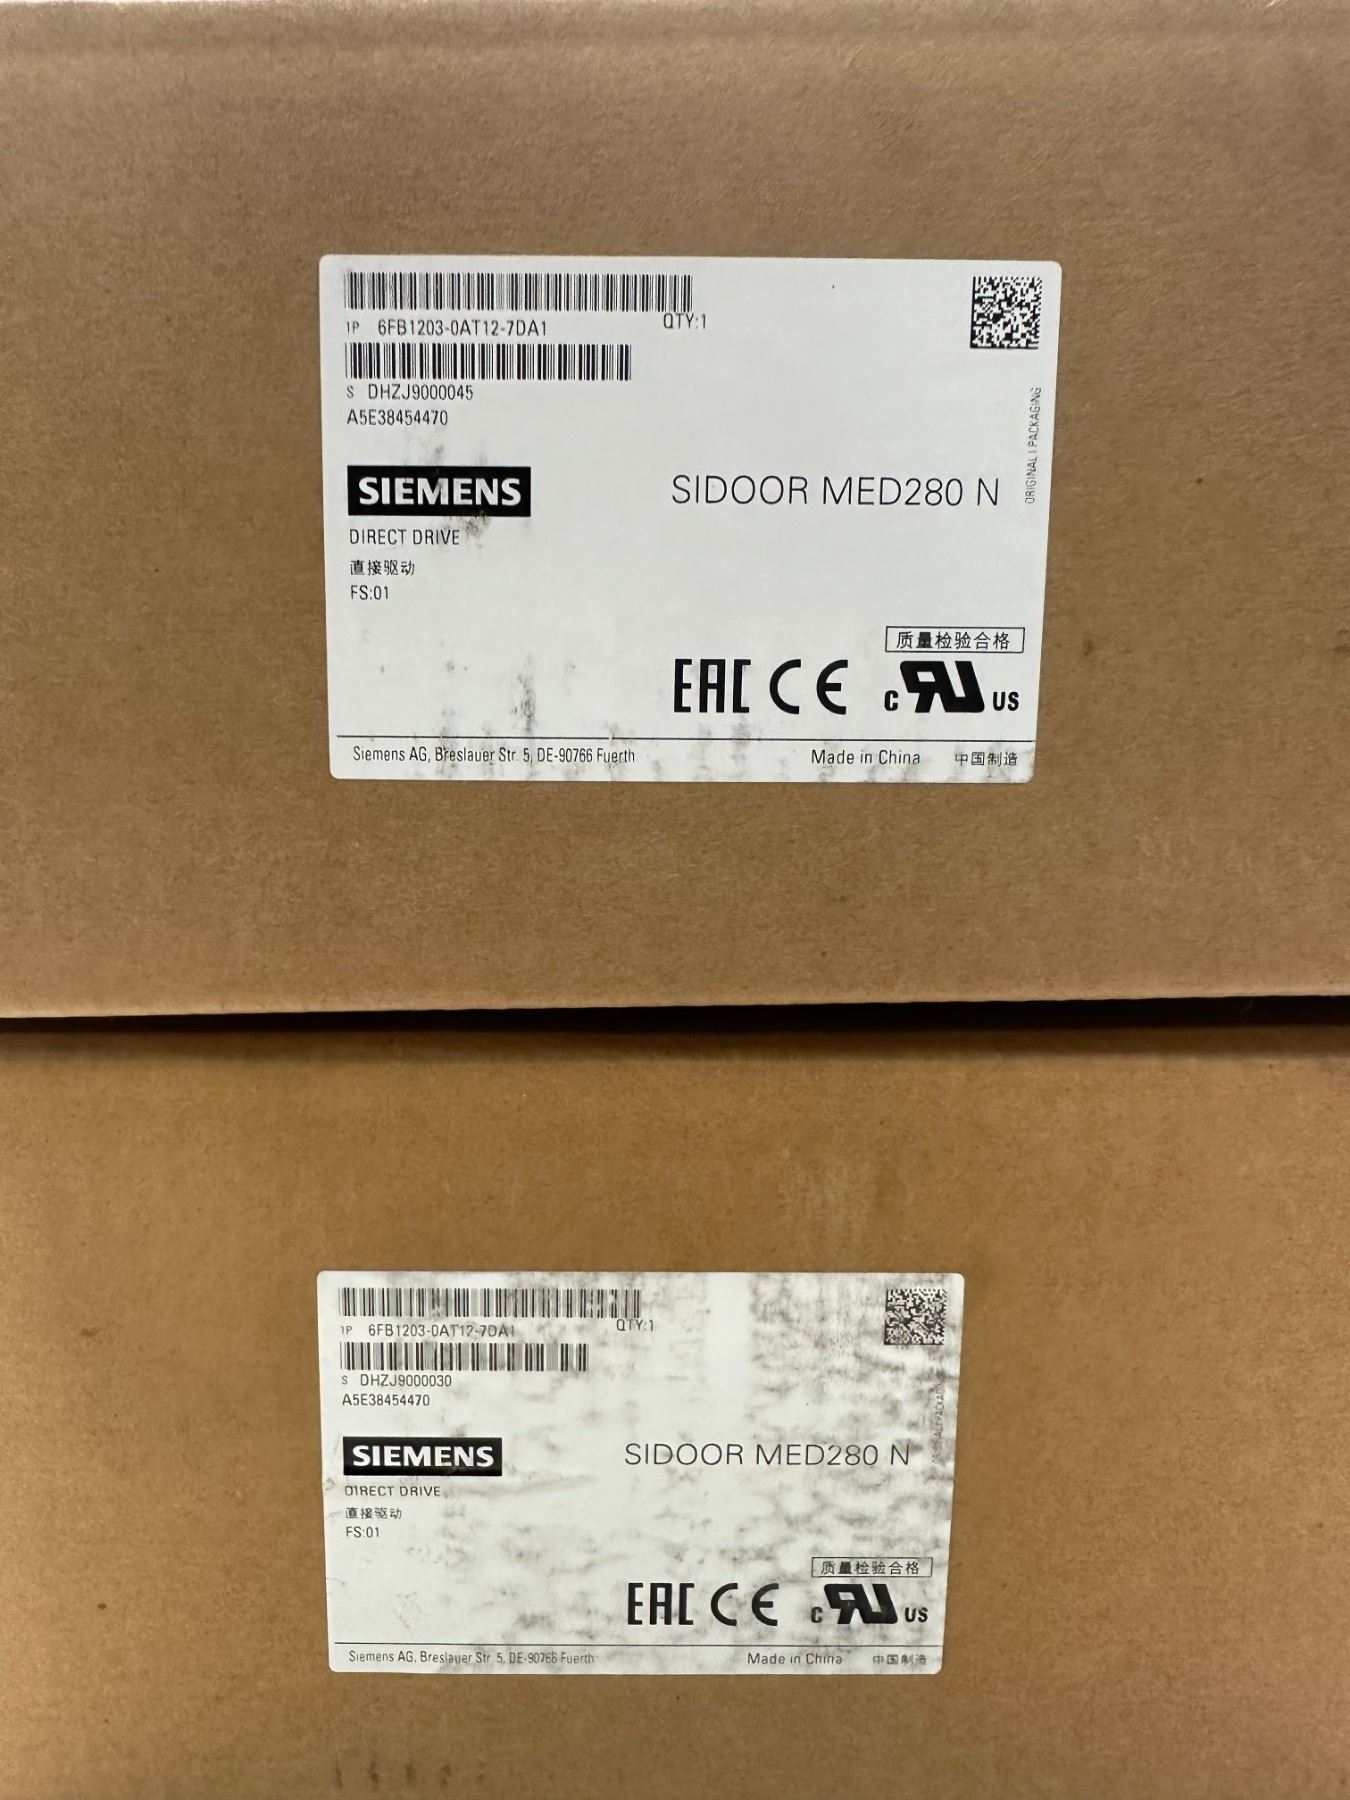 1P 6FB1203-0AT12-7DA1 QTY:1
S DHZJ9000045
A5E38454470
ORIGINAL PACKAGING
SIEMENS
SIDOOR MED280 N
DIRECT DRIVE
直接驱动
FS:01
质量检验合格
EAC CE c RU US
Siemens AG, Breslauer Str. 5, DE-90766 Fuerth Made in China 中国制造
1P 6FB1203-0AT12-7DA1 QTY:1
S DHZJ9000030
A5E38454470
SIEMENS
SIDOOR MED280 N
DIRECT DRIVE
直接驱动
FS:01
质量检验合格
EAC CE c RU US
Siemens AG, Breslauer Str. 5, DE-90766 Fuerth Made in China 中国制造